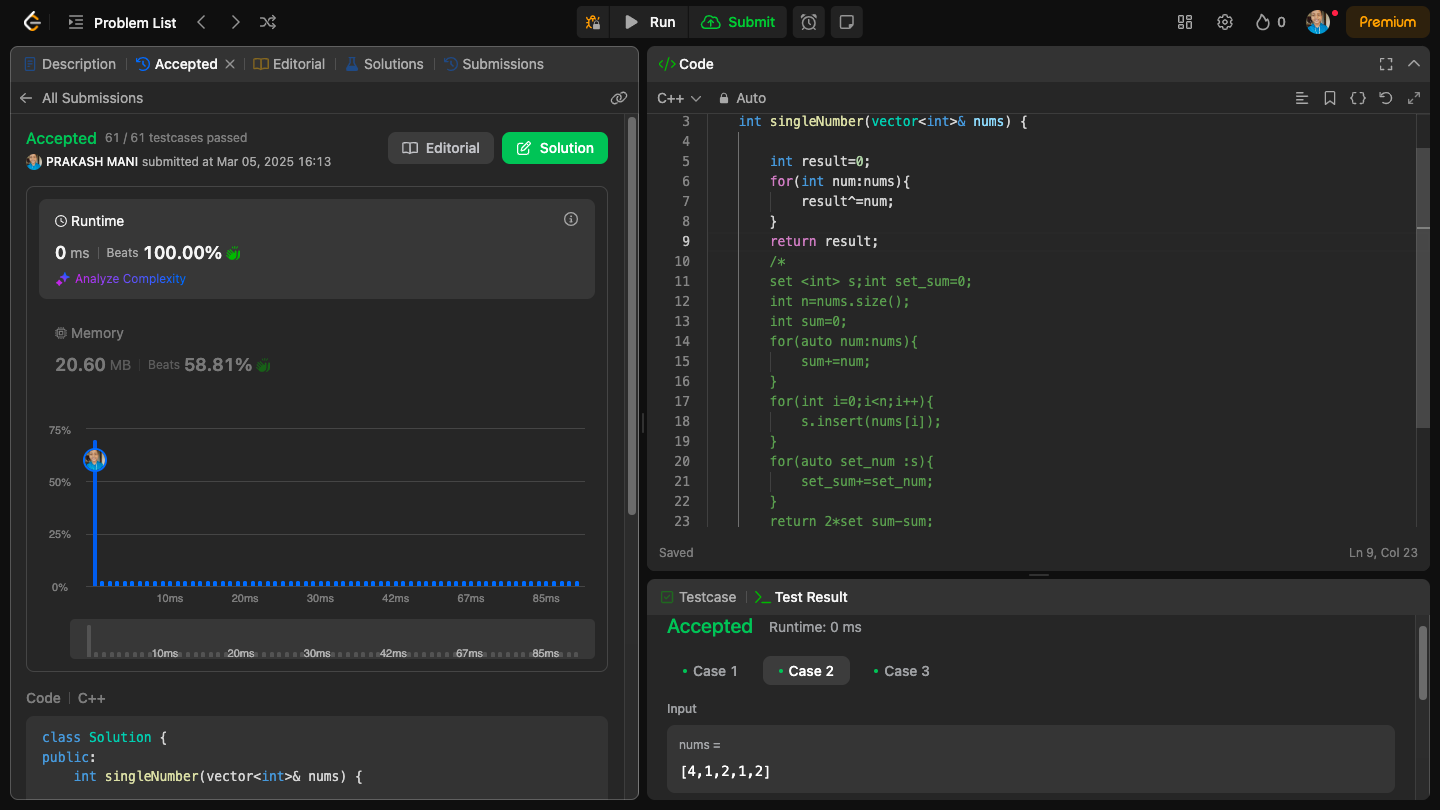 Problem List
Run
Submit
0
Premium
Description
Accepted
Editorial
Solutions
Submissions
All Submissions
Accepted 61 / 61 testcases passed
PRAKASH MANI submitted at Mar 05, 2025 16:13
Editorial
Solution
Runtime
0 ms Beats 100.00%
Analyze Complexity
Memory
20.60 MB Beats 58.81%
75%
50%
25%
0%
10ms 20ms 30ms 42ms 67ms 85ms
10ms 20ms 30ms 42ms 67ms 85ms
Code C++
class Solution {
public:
    int singleNumber(vector<int>& nums) {
</> Code
C++ Auto
3 int singleNumber(vector<int>& nums) {
4
5 int result=0;
6 for(int num:nums){
7 result^=num;
8 }
9 return result;
10 /*
11 set <int> s;int set_sum=0;
12 int n=nums.size();
13 int sum=0;
14 for(auto num:nums){
15 sum+=num;
16 }
17 for(int i=0;i<n;i++){
18 s.insert(nums[i]);
19 }
20 for(auto set_num :s){
21 set_sum+=set_num;
22 }
23 return 2*set_sum-sum;
Saved
Ln 9, Col 23
Testcase
Test Result
Accepted Runtime: 0 ms
Case 1
Case 2
Case 3
Input
nums =
[4,1,2,1,2]